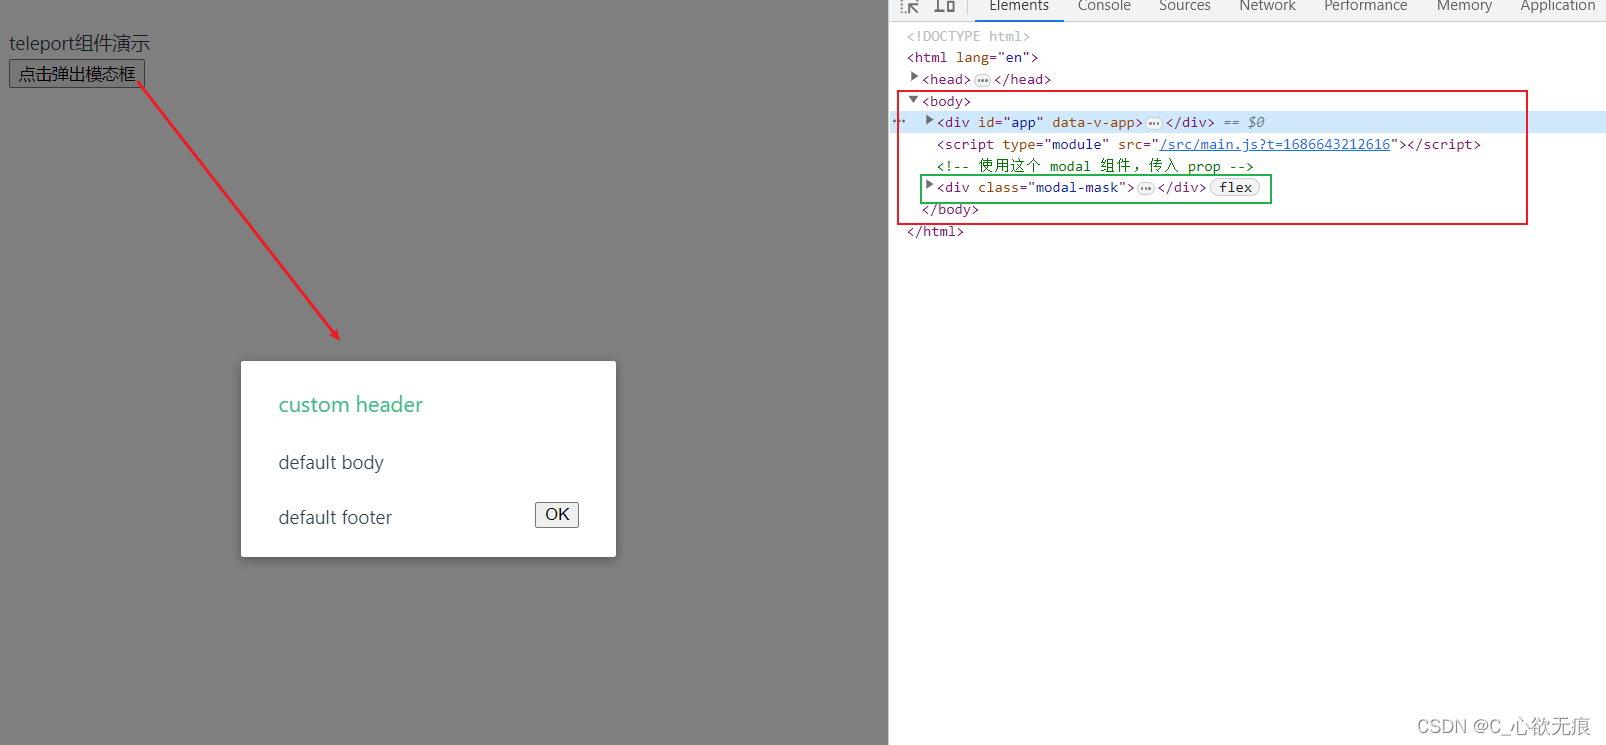 teleport组件演示
点击弹出模态框
custom header
default body
default footer
OK
Elements Console Sources Network Performance Memory Application
<!DOCTYPE html>
<html lang="en">
<head>…</head>
<body>
<div id="app" data-v-app>…</div> == $0
<script type="module" src="/src/main.js?t=1686643212616"></script>
<!-- 使用这个 modal 组件，传入 prop -->
<div class="modal-mask">…</div> flex
</body>
</html>
CSDN @C_心欲无痕